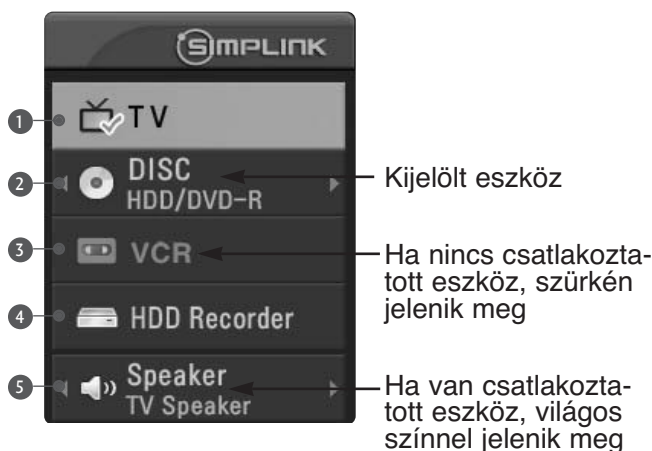 SIMPLINK
1 TV
2 DISC
HDD/DVD-R
Kijelölt eszköz
3 VCR
Ha nincs csatlakozta-
tott eszköz, szürkén
jelenik meg
4 HDD Recorder
5 Speaker
TV Speaker
Ha van csatlakozta-
tott eszköz, világos
színnel jelenik meg